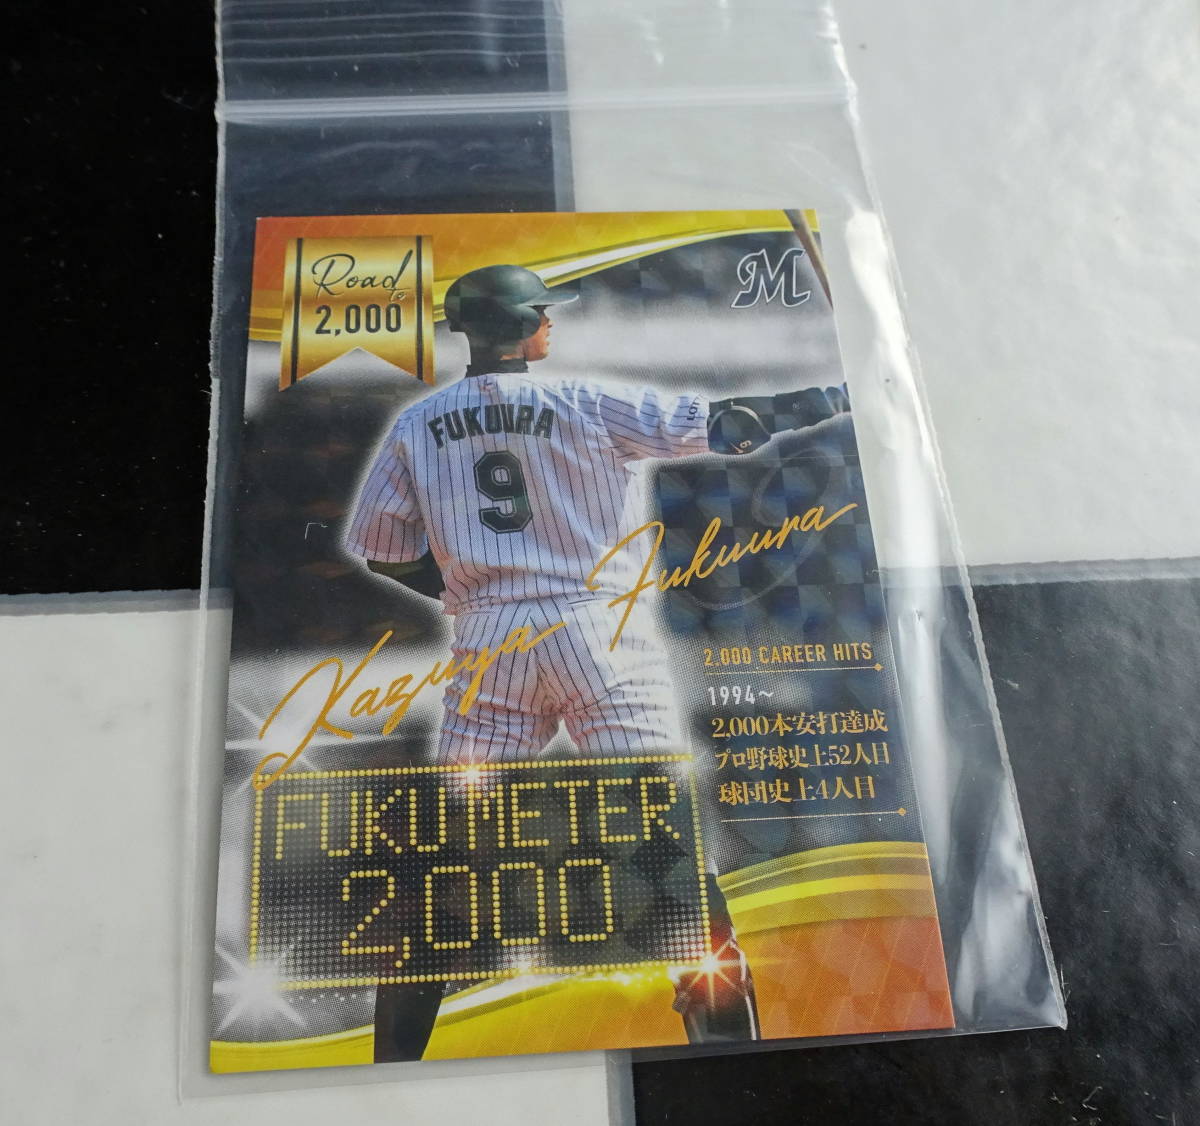 Road
to
2,000
M
LOT
FUKUURA
9
9
Kazuya Fukuura
2.000 CAREER HITS
1994～
2,000本安打達成
プロ野球史上52人目
球団史上4人目
FUKU METER
2,000